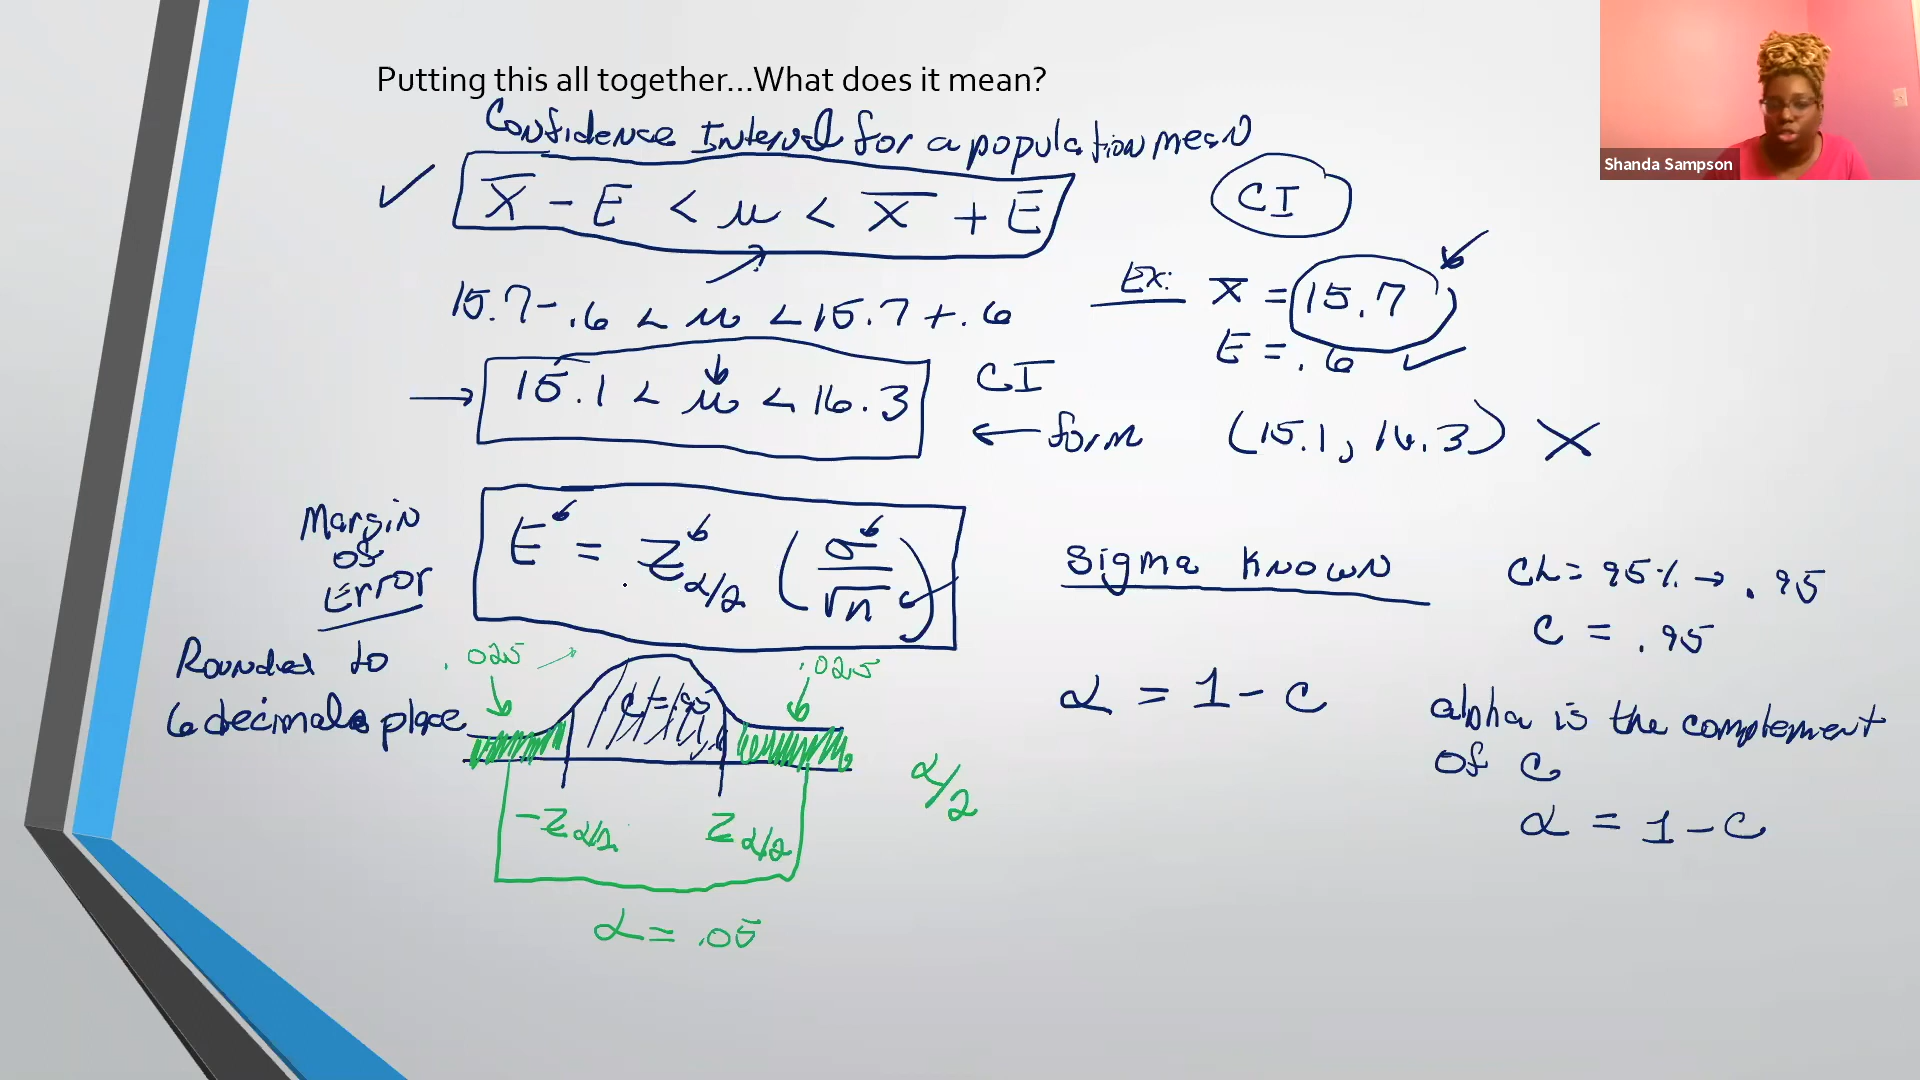 Putting this all together...What does it mean?
Shanda Sampson
Confidence Interval for a population mean
X̅ - E < μ < X̅ + E
CI
15.7 - .6 < μ < 15.7 + .6
Ex: X̅ = 15.7
E = .6
15.1 < μ < 16.3 CI
← form (15.1, 16.3) X
Margin of Error
E = Z α/2 (σ/√n)
Sigma Known
CL = 95% → .95
C = .95
Rounded to
6 decimals place
.025 .025
C = .95
α = 1 - C
alpha is the complement
of C
α = 1 - C
-Z α/2 Z α/2
α/2
α = .05